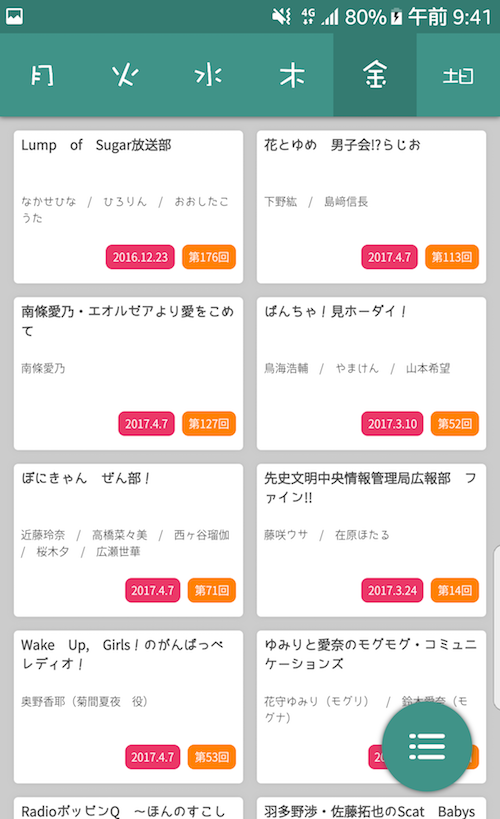 4G 80% 午前 9:41
月 火 水 木 金 土日
Lump of Sugar放送部
なかせひな / ひろりん / おおしたこ
うた
2016.12.23 第176回
花とゆめ 男子会!?らじお
下野紘 / 島﨑信長
2017.4.7 第113回
南條愛乃・エオルゼアより愛をこめ
て
南條愛乃
2017.4.7 第127回
ばんちゃ！見ホーダイ！
鳥海浩輔 / やまけん / 山本希望
2017.3.10 第52回
ぽにきゃん ぜん部！
近藤玲奈 / 高橋菜々美 / 西ヶ谷瑠伽
/ 桜木夕 / 広瀬世華
2017.4.7 第71回
先史文明中央情報管理局広報部 フ
ァイン!!
藤咲ウサ / 在原ほたる
2017.3.24 第14回
Wake Up, Girls！のがんばっぺ
レディオ！
奥野香耶（菊間夏夜 役）
2017.4.7 第53回
ゆみりと愛奈のモグモグ・コミュニ
ケーションズ
花守ゆみり（モグリ） / 鈴木愛奈（モ
グナ）
RadioポッピンQ ～ほんのすこし
羽多野渉・佐藤拓也のScat Babys